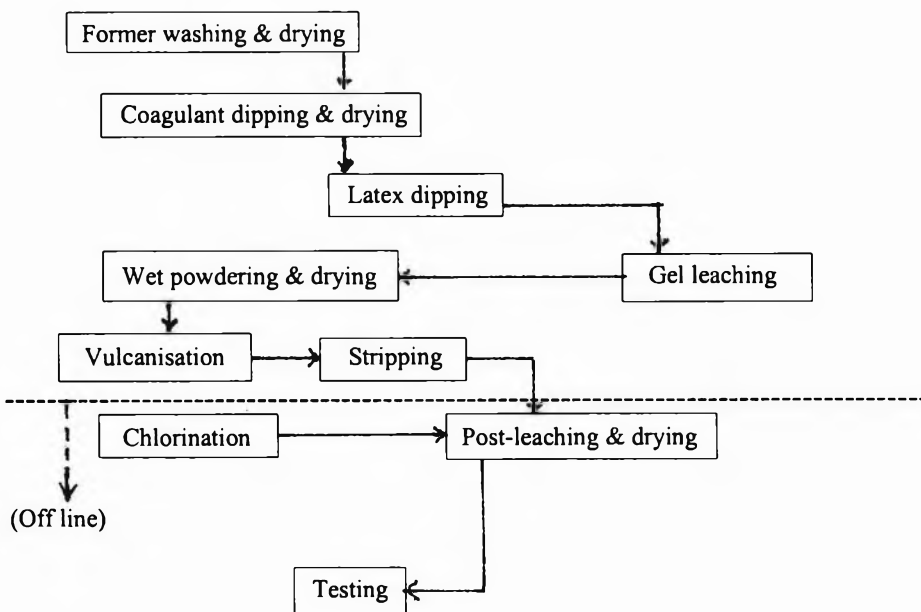 Former washing & drying
Coagulant dipping & drying
Latex dipping
Wet powdering & drying
Gel leaching
Vulcanisation
Stripping
Chlorination
Post-leaching & drying
(Off line)
Testing